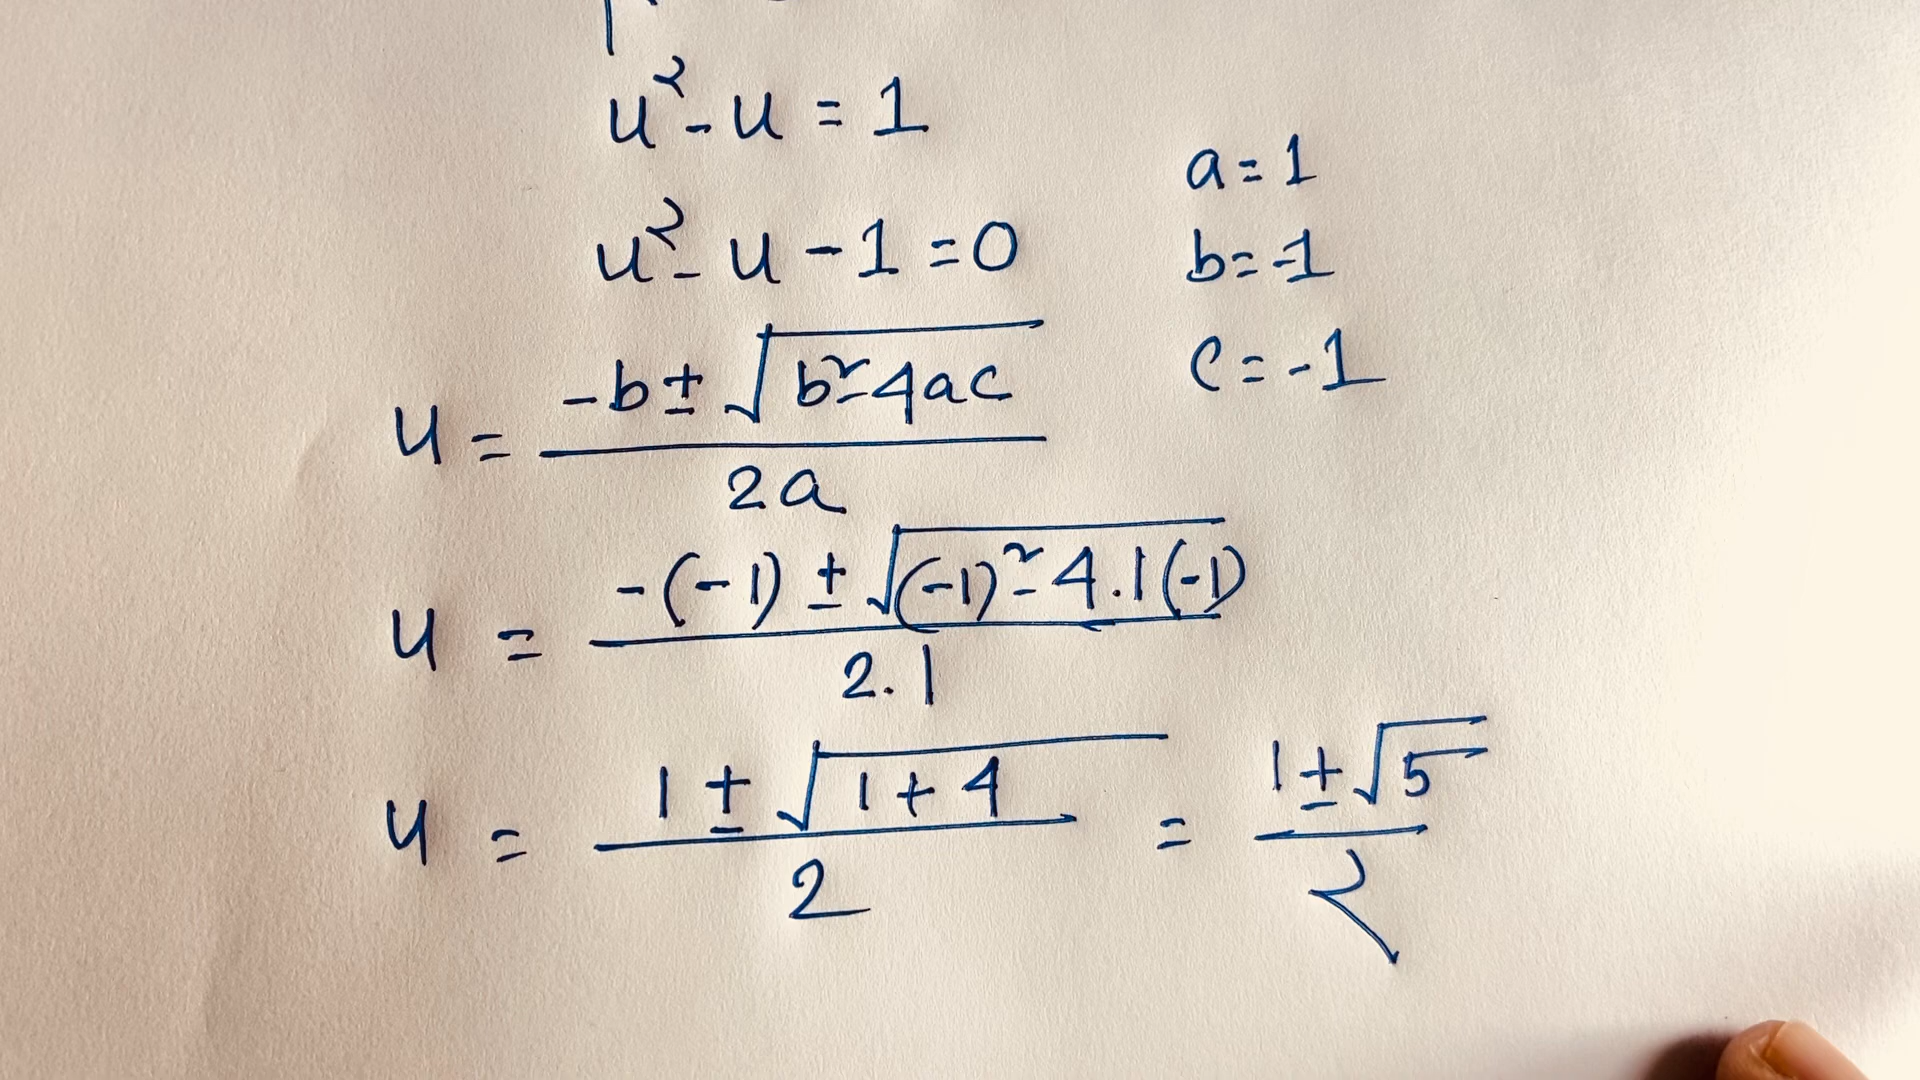 u² - u = 1
u² - u - 1 = 0
a = 1
b = -1
c = -1
u = (-b ± √(b² - 4ac)) / 2a
u = (-(-1) ± √((-1)² - 4.1(-1))) / 2.1
u = (1 ± √(1 + 4)) / 2 = (1 ± √5) / 2